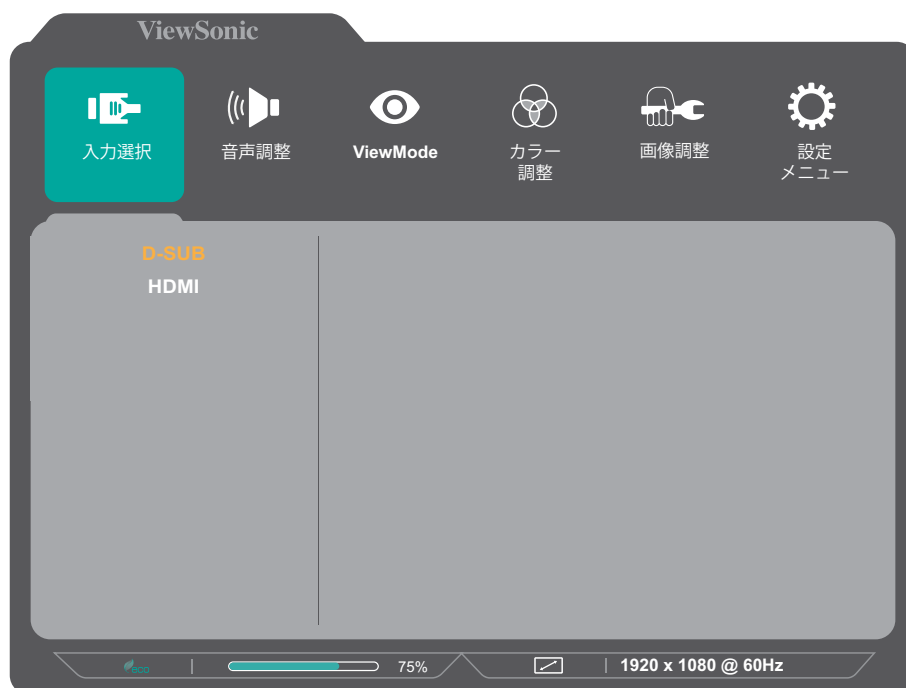 ViewSonic
入力選択
音声調整
ViewMode
カラー
調整
画像調整
設定
メニュー
D-SUB
HDMI
eco
75%
1920 x 1080 @ 60Hz